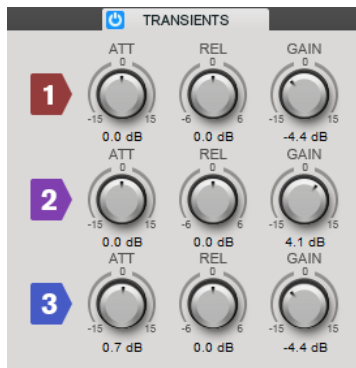 TRANSIENTS
ATT REL GAIN
0 0 0
1
-15 15 -6 6 -15 15
0.0 dB 0.0 dB -4.4 dB
ATT REL GAIN
0 0 0
2
-15 15 -6 6 -15 15
0.0 dB 0.0 dB 4.1 dB
ATT REL GAIN
0 0 0
3
-15 15 -6 6 -15 15
0.7 dB 0.0 dB -4.4 dB